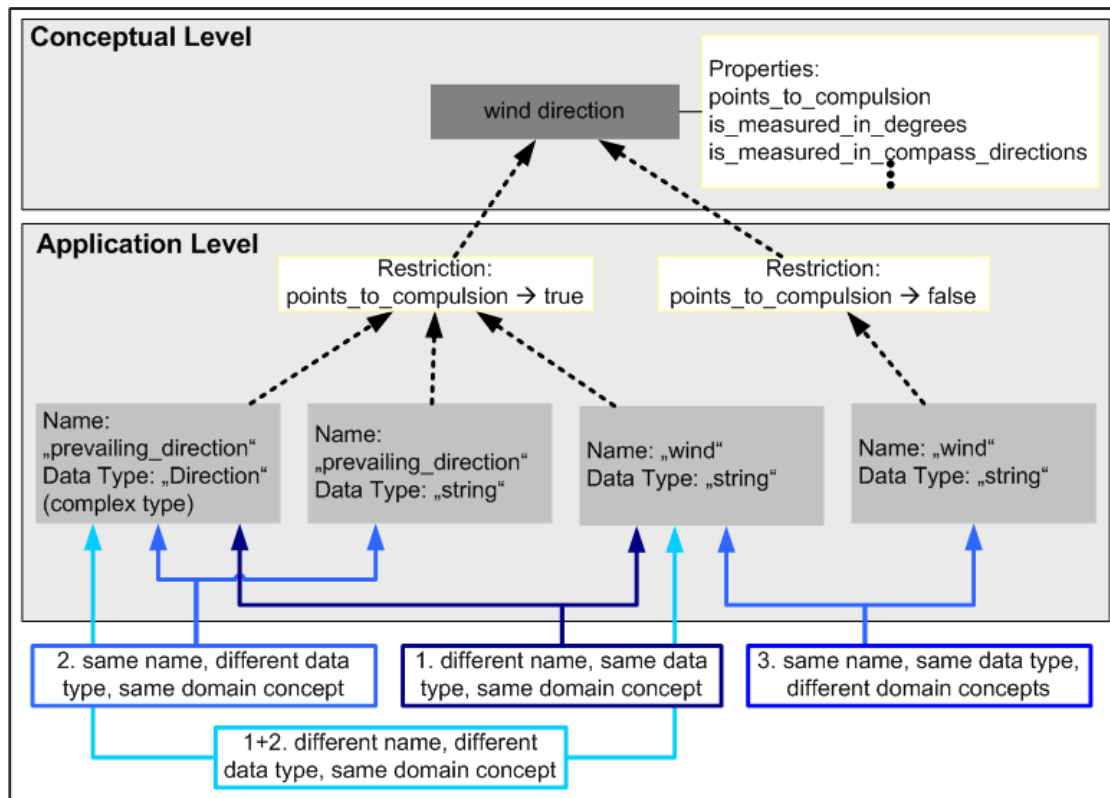 Conceptual Level
wind direction
Properties:
points_to_compulsion
is_measured_in_degrees
is_measured_in_compass_directions
Application Level
Restriction:
points_to_compulsion → true
Restriction:
points_to_compulsion → false
Name:
„prevailing_direction“
Data Type: „Direction“
(complex type)
Name:
„prevailing_direction“
Data Type: „string“
Name: „wind“
Data Type: „string“
Name: „wind“
Data Type: „string“
2. same name, different data
type, same domain concept
1. different name, same data
type, same domain concept
3. same name, same data type,
different domain concepts
1+2. different name, different
data type, same domain concept